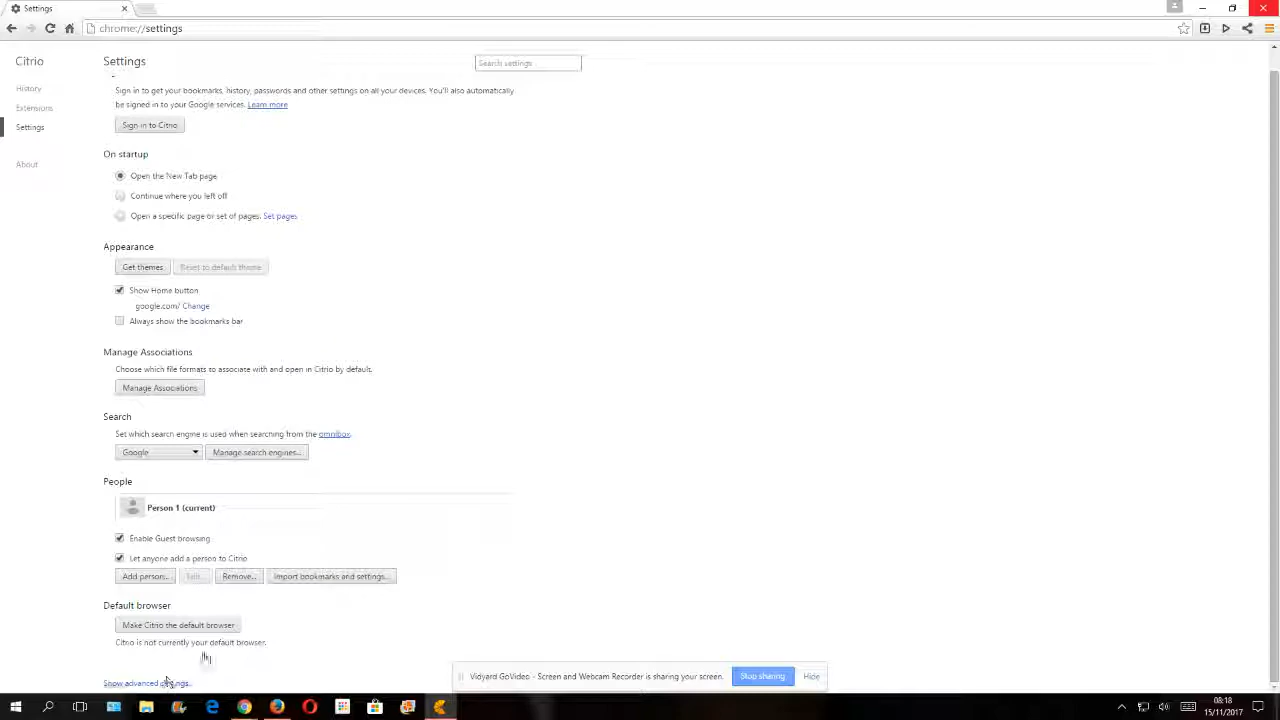 Settings
chrome://settings
Citrio
Settings
History
Extensions
Settings
About
Search settings
Sign in to get your bookmarks, history, passwords and other settings on all your devices. You'll also automatically
be signed in to your Google services. Learn more
Sign in to Citrio
On startup
Open the New Tab page
Continue where you left off
Open a specific page or set of pages. Set pages
Appearance
Get themes
Reset to default theme
Show Home button
google.com/ Change
Always show the bookmarks bar
Manage Associations
Choose which file formats to associate with and open in Citrio by default.
Manage Associations
Search
Set which search engine is used when searching from the omnibox.
Google
Manage search engines...
People
Person 1 (current)
Enable Guest browsing
Let anyone add a person to Citrio
Add person...
Edit...
Remove...
Import bookmarks and settings...
Default browser
Make Citrio the default browser
Citrio is not currently your default browser.
Show advanced settings...
Vidyard GoVideo - Screen and Webcam Recorder is sharing your screen.
Stop sharing
Hide
08:18
15/11/2017